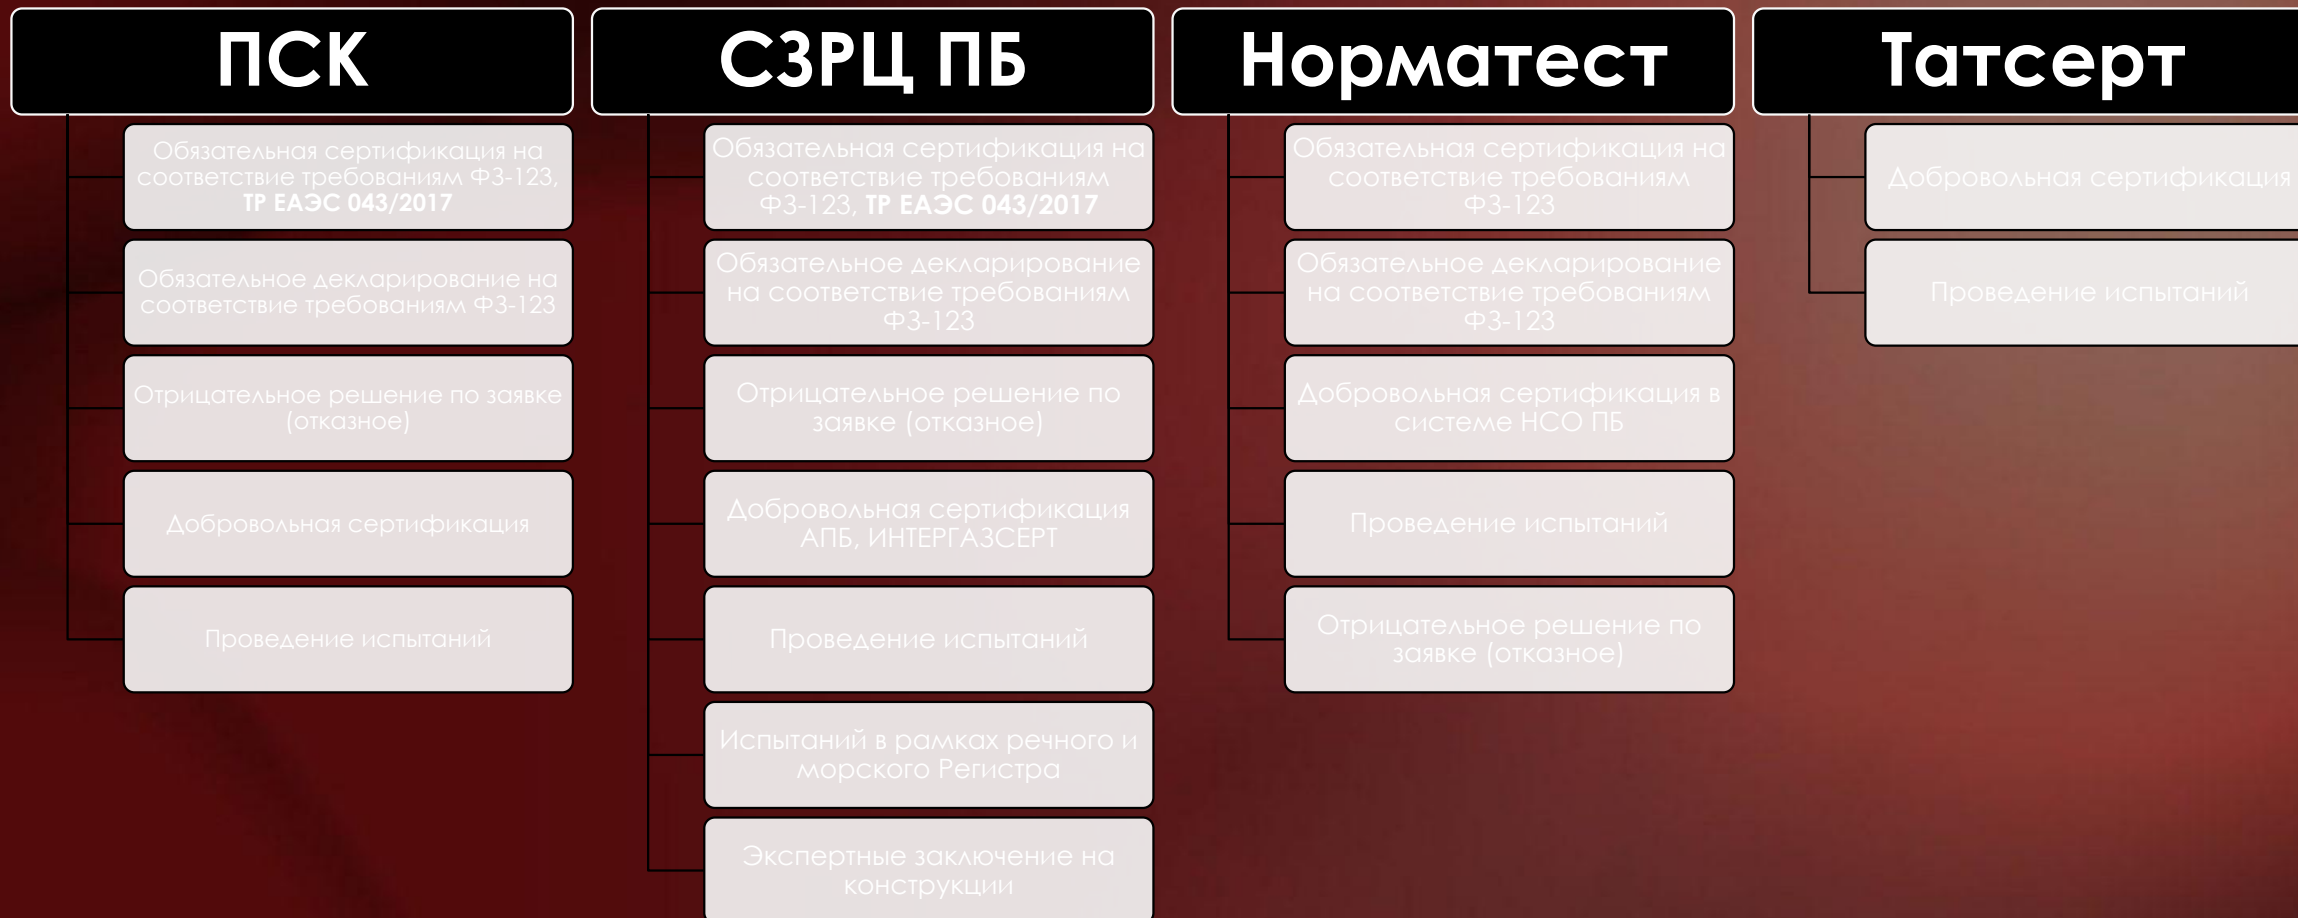 ПСК
Обязательная сертификация на
соответствие требованиям ФЗ-123,
ТР ЕАЭС 043/2017
Обязательное декларирование на
соответствие требованиям ФЗ-123
Отрицательное решение по заявке
(отказное)
Добровольная сертификация
Проведение испытаний
СЗРЦ ПБ
Обязательная сертификация на
соответствие требованиям
ФЗ-123, ТР ЕАЭС 043/2017
Обязательное декларирование
на соответствие требованиям
ФЗ-123
Отрицательное решение по
заявке (отказное)
Добровольная сертификация
АПБ, ИНТЕРГАЗСЕРТ
Проведение испытаний
Испытаний в рамках речного и
морского Регистра
Экспертные заключение на
конструкции
Норматест
Обязательная сертификация на
соответствие требованиям
ФЗ-123
Обязательное декларирование
на соответствие требованиям
ФЗ-123
Добровольная сертификация в
системе НСО ПБ
Проведение испытаний
Отрицательное решение по
заявке (отказное)
Татсерт
Добровольная сертификация
Проведение испытаний